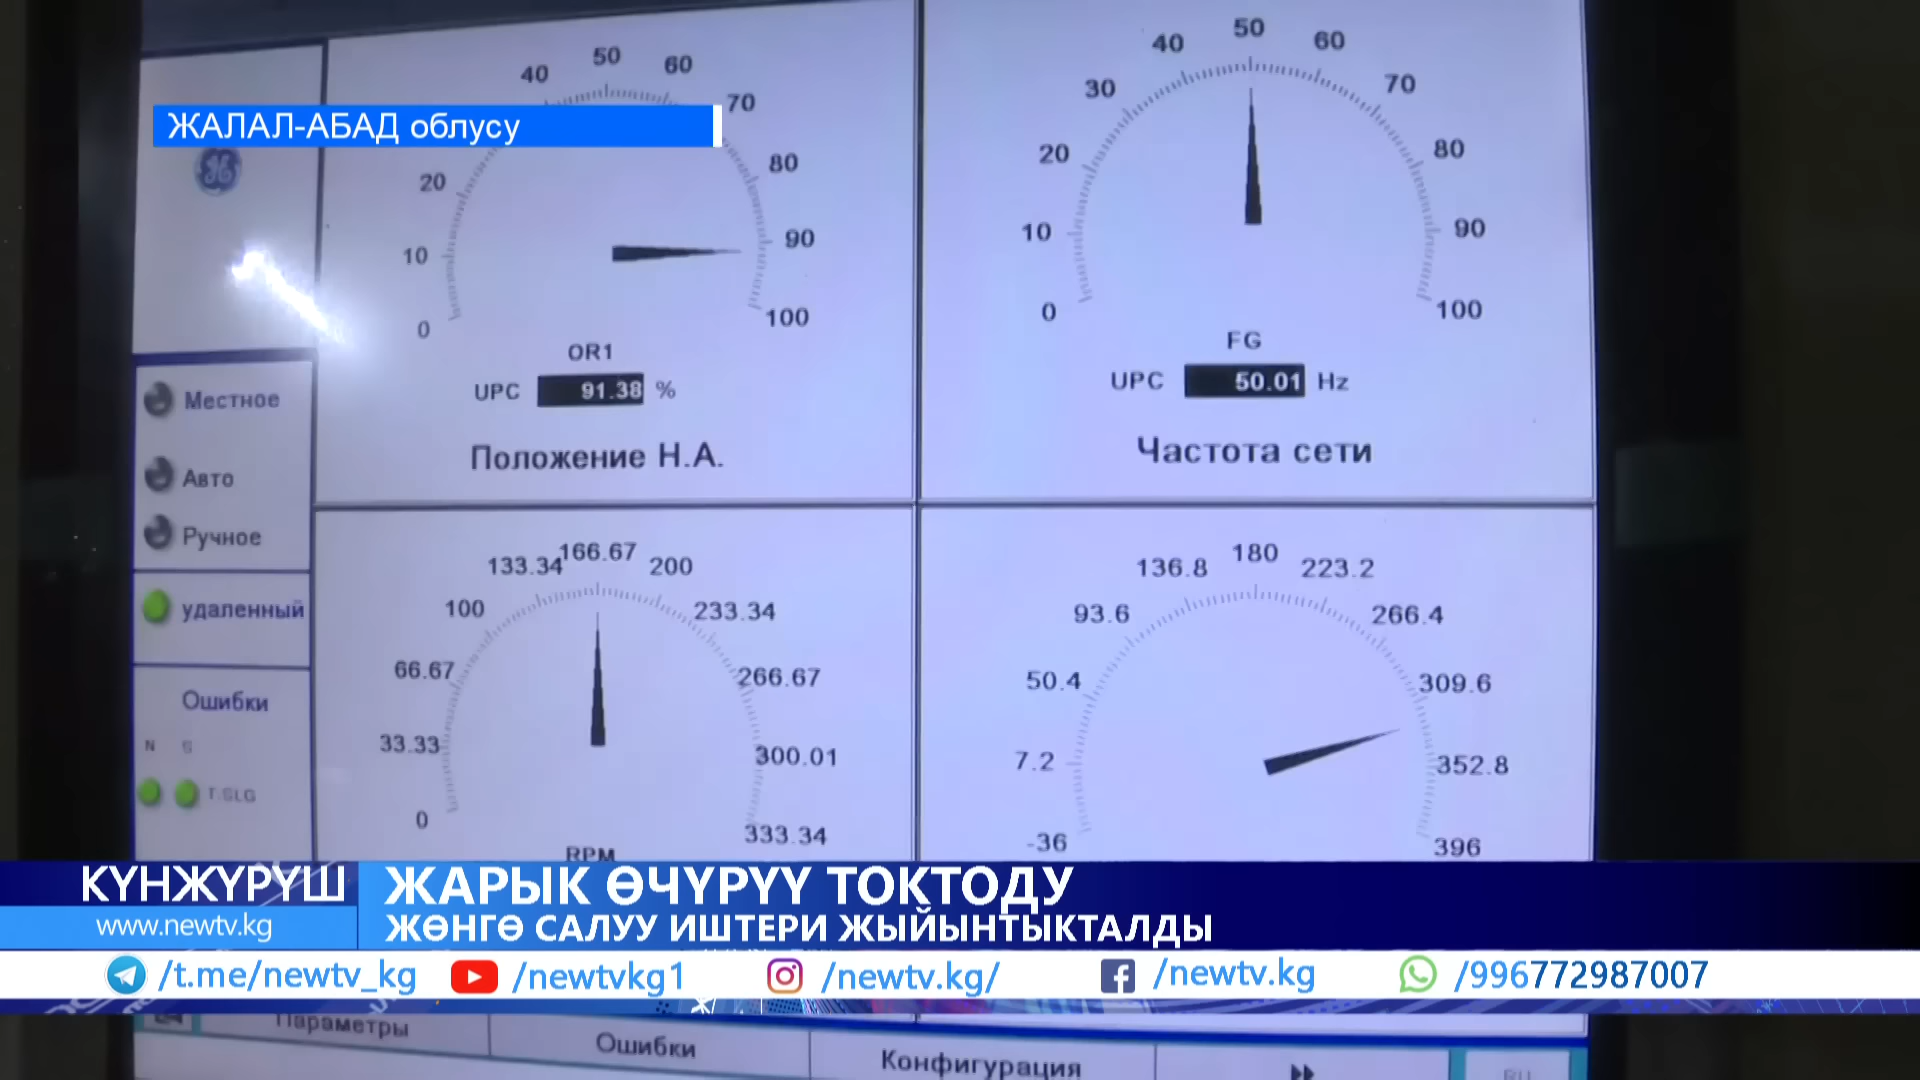 ЖАЛАЛ-АБАД облусу
40 50 60 70 80 90 100
20 10 0
OR1
UPC 91.38 %
Положение Н.А.
0 10 20 30 40 50 60 70 80 90 100
FG
UPC 50.01 Hz
Частота сети
Местное
Авто
Ручное
удаленный
Ошибки
N S
T.SLG
0 33.33 66.67 100 133.34 166.67 200 233.34 266.67 300.01 333.34
RPM
-36 7.2 50.4 93.6 136.8 180 223.2 266.4 309.6 352.8 396
КҮНЖҮРҮШ
www.newtv.kg
ЖАРЫК ӨЧҮРҮҮ ТОКТОДУ
ЖӨНГӨ САЛУУ ИШТЕРИ ЖЫЙЫНТЫКТАЛДЫ
/t.me/newtv_kg /newtvkg1 /newtv.kg/ /newtv.kg /996772987007
Параметры Ошибки Конфигурация RU